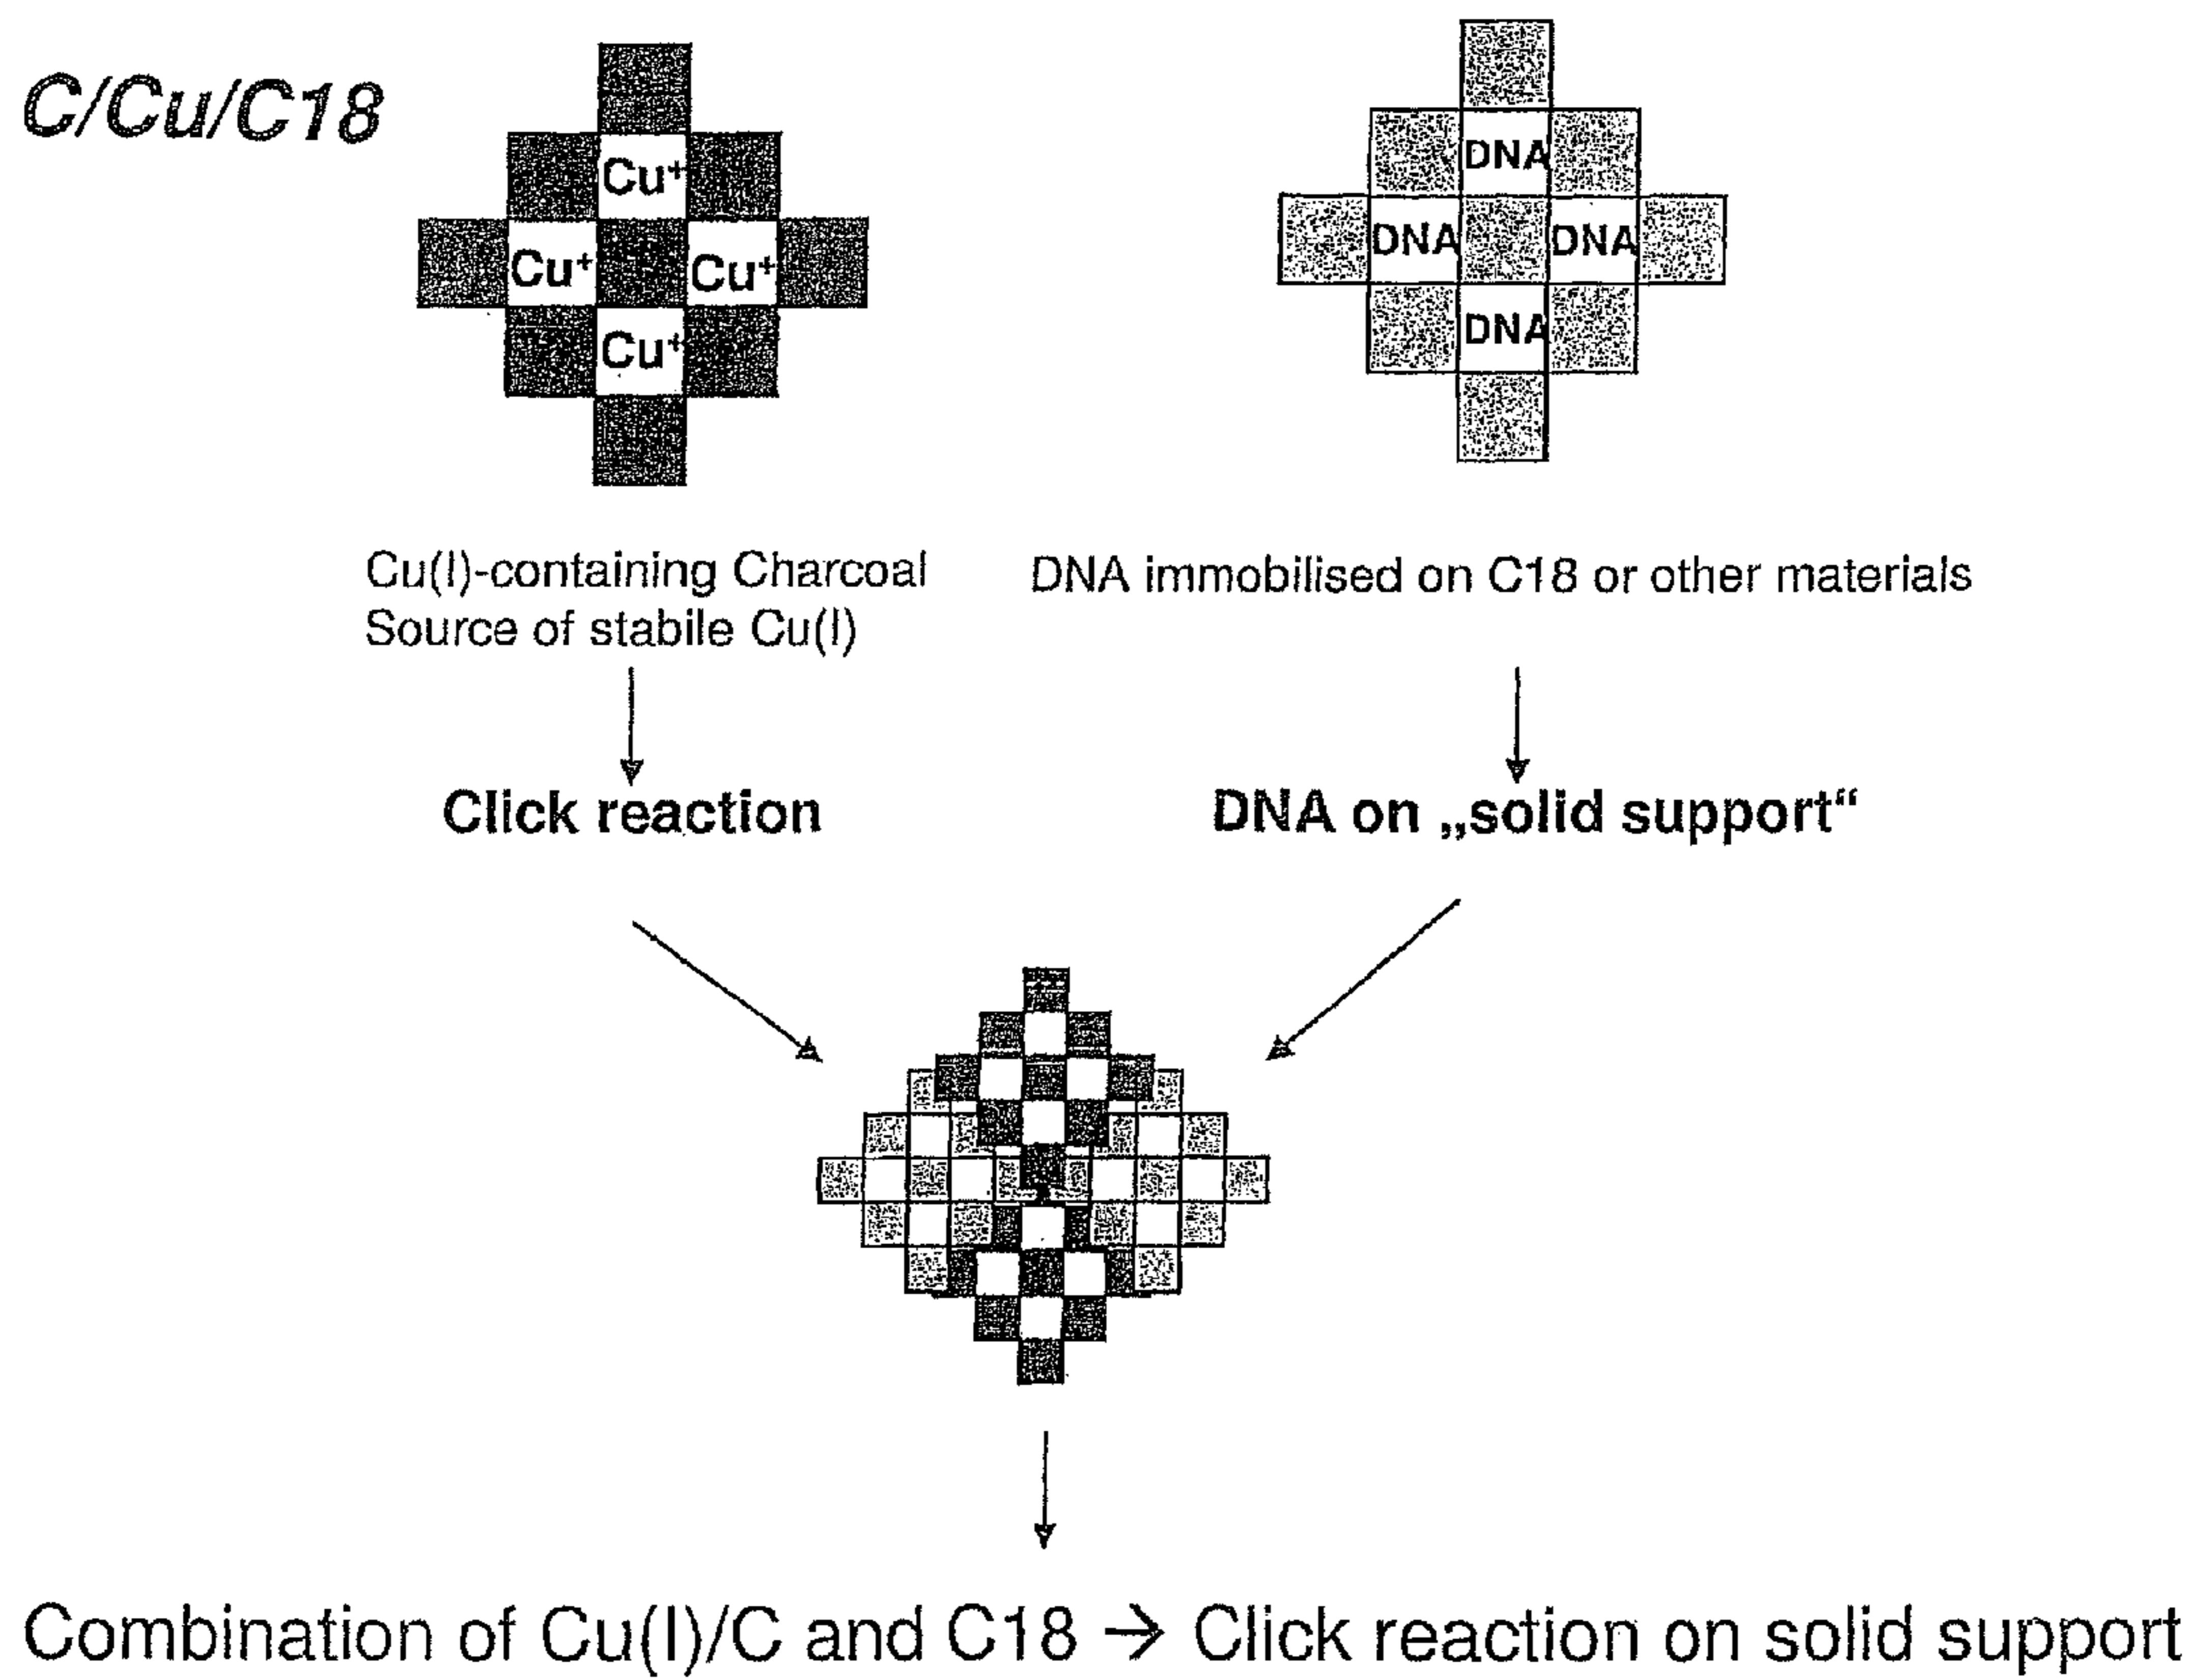 C/Cu/C18
Cu⁺
Cu⁺ Cu⁺
Cu⁺
DNA
DNA DNA
DNA
Cu(I)-containing Charcoal
Source of stabile Cu(I)
DNA immobilised on C18 or other materials
Click reaction
DNA on „solid support“
Combination of Cu(I)/C and C18 → Click reaction on solid support